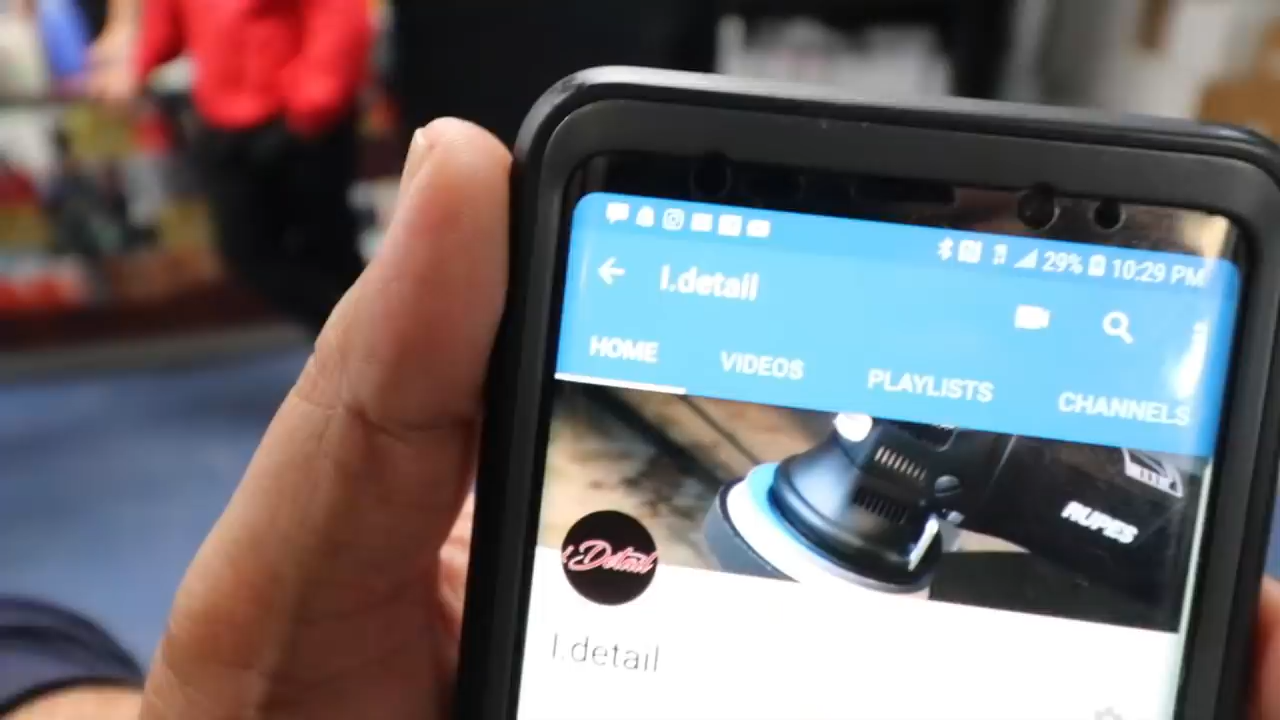 29% 10:29 PM
I.detail
HOME VIDEOS PLAYLISTS CHANNELS
RUPES
I.Detail
I.detail